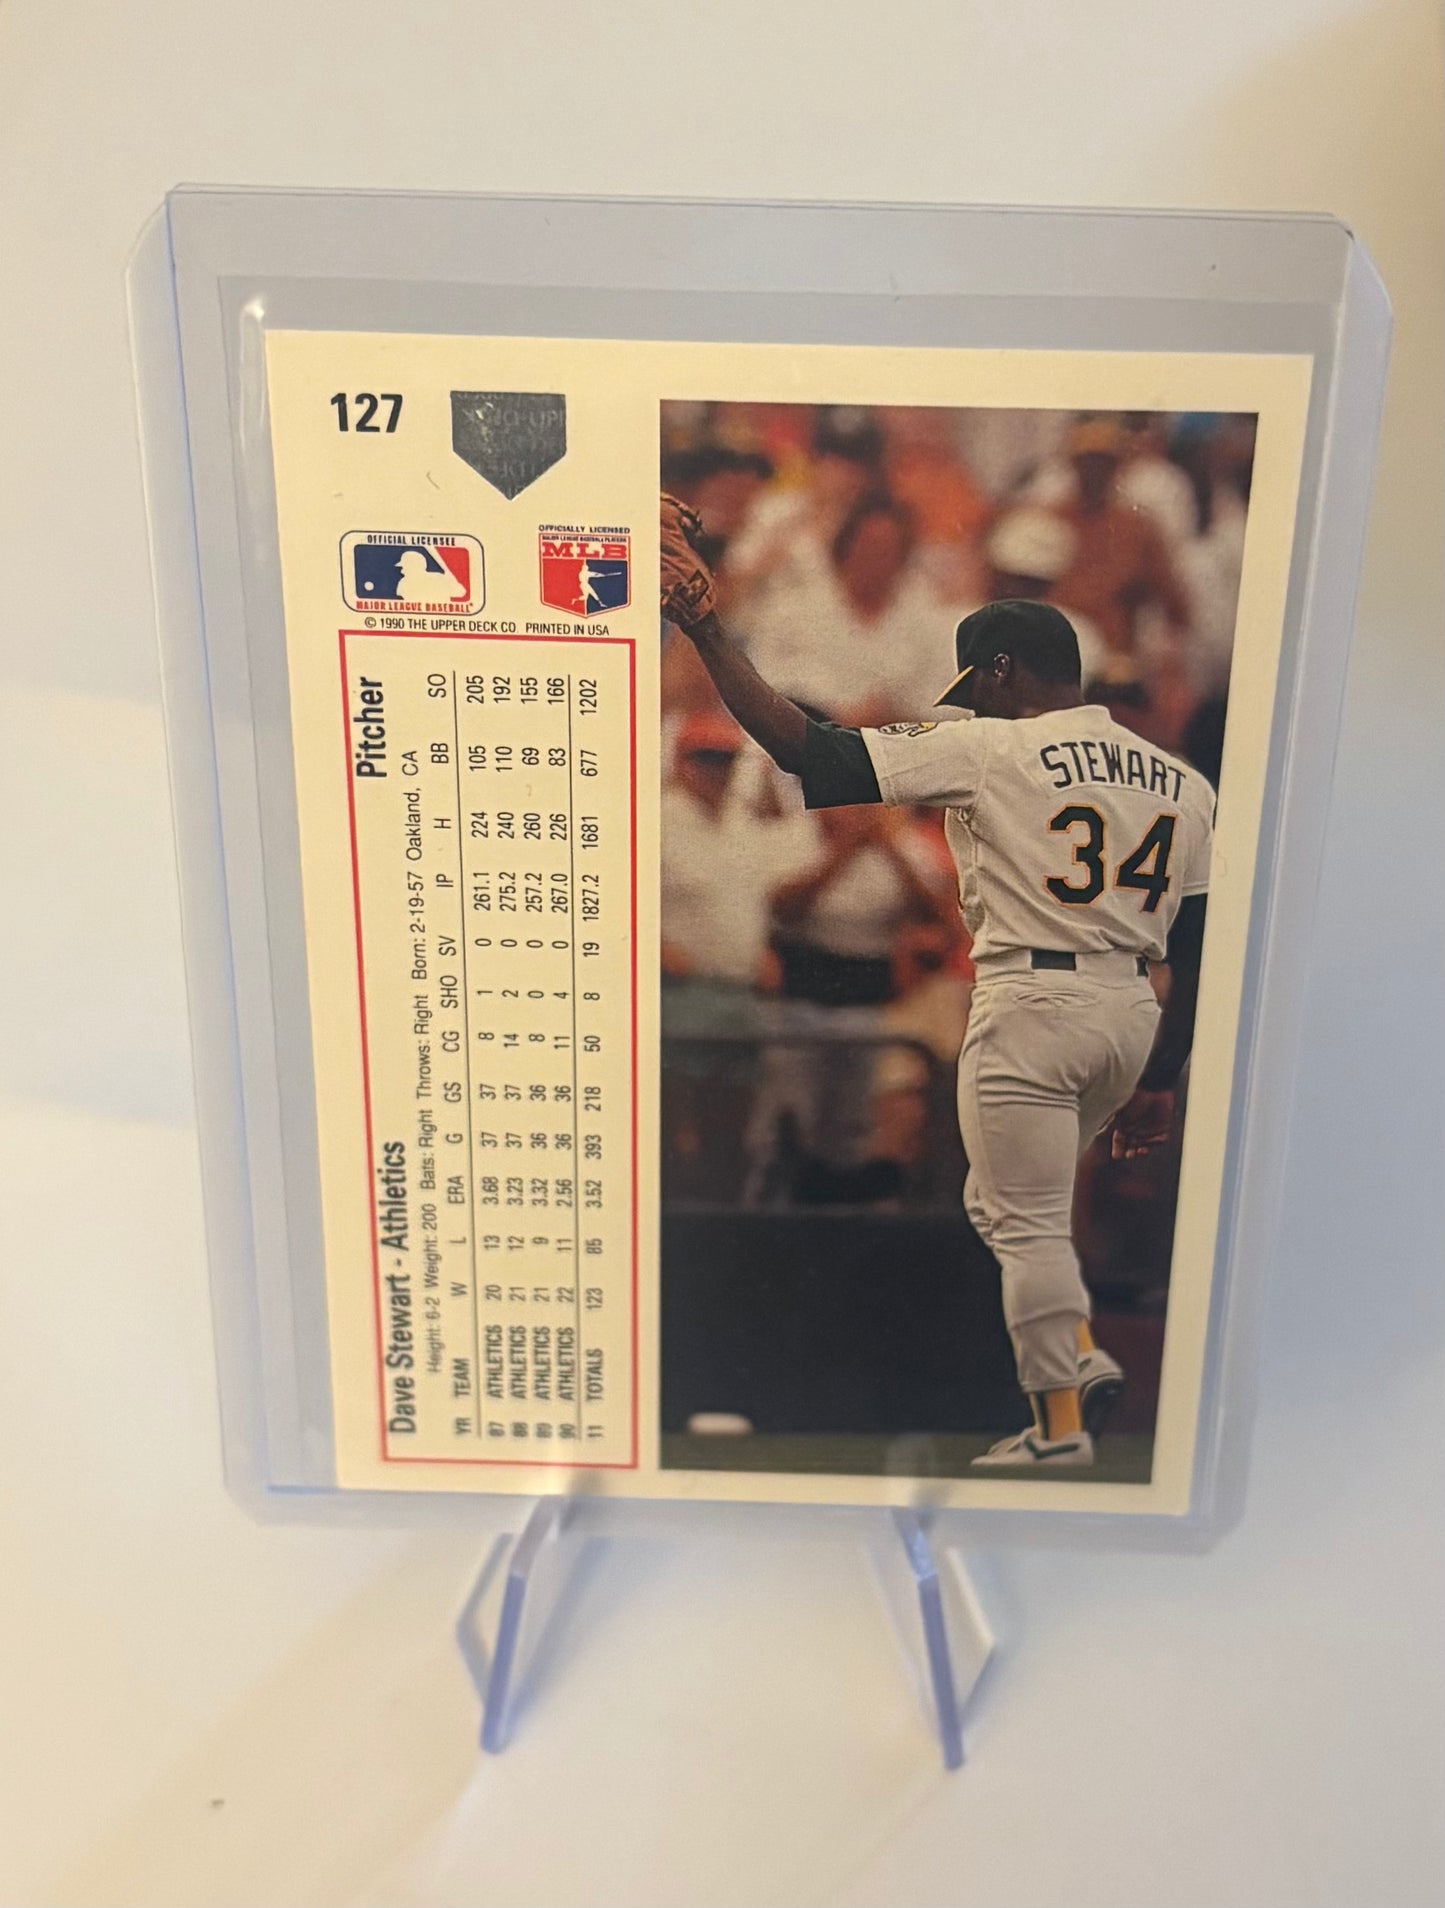 127
OFFICIAL LICENSEE
MAJOR LEAGUE BASEBALL
OFFICIALLY LICENSED
MAJOR LEAGUE BASEBALL PLAYERS
MLB
© 1990 THE UPPER DECK CO. PRINTED IN USA
Dave Stewart - Athletics Pitcher
Height: 6-2 Weight: 200 Bats: Right Throws: Right Born: 2-19-57 Oakland, CA
YR TEAM W L ERA G GS CG SHO SV IP H BB SO
87 ATHLETICS 20 13 3.68 37 37 8 1 0 261.1 224 105 205
88 ATHLETICS 21 12 3.23 37 37 14 2 0 275.2 240 110 192
89 ATHLETICS 21 9 3.32 36 36 8 0 0 257.2 260 69 155
90 ATHLETICS 22 11 2.56 36 36 11 4 0 267.0 226 83 166
11 TOTALS 123 85 3.52 393 218 50 8 19 1827.2 1681 677 1202
STEWART
34